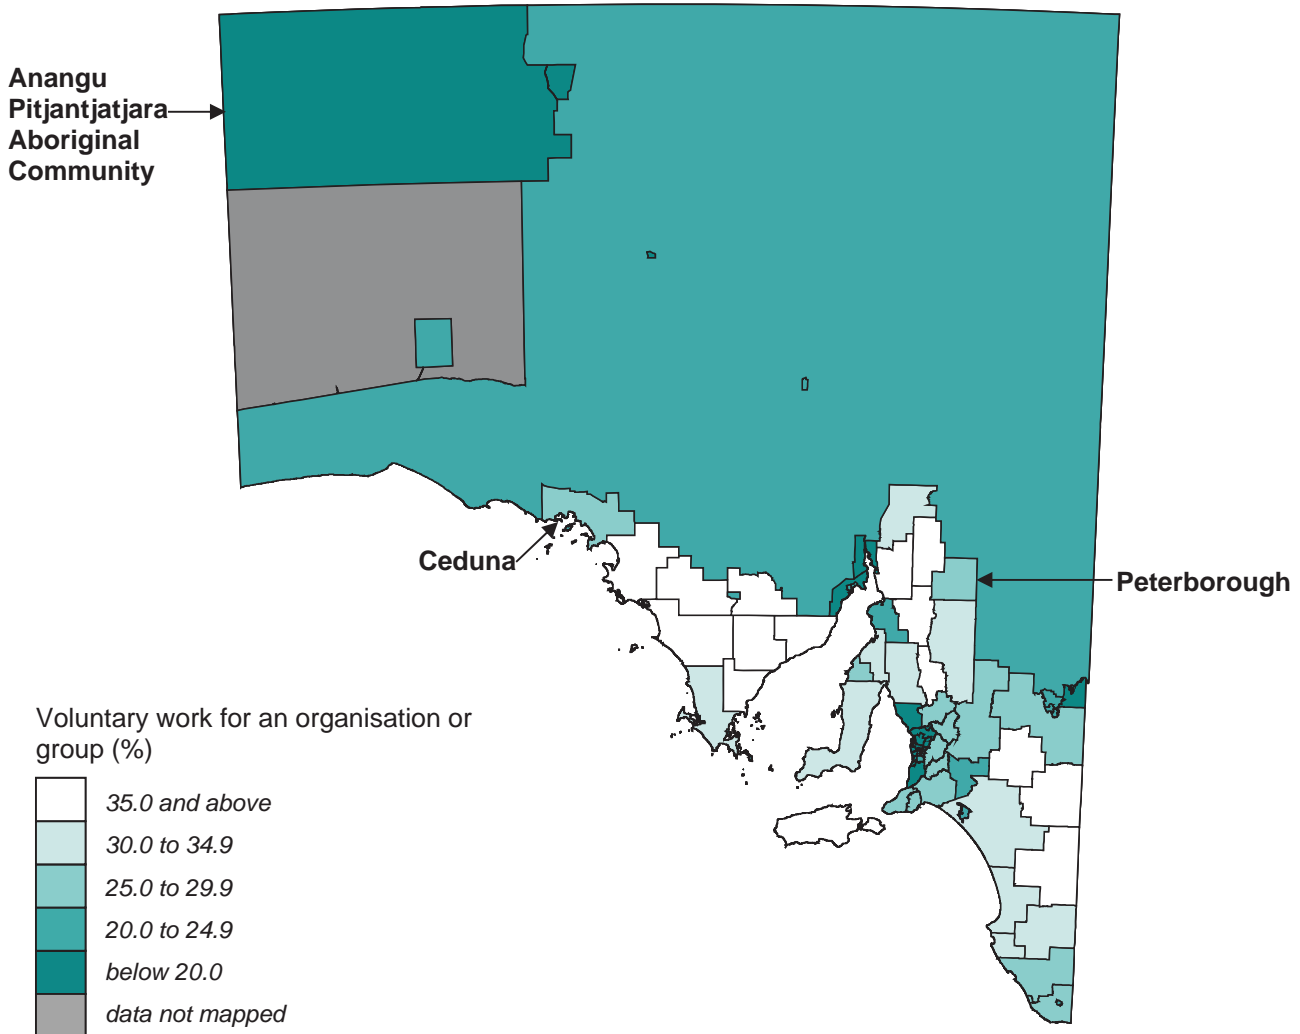 Anangu
Pitjantjatjara
Aboriginal
Community
Ceduna
Peterborough
Voluntary work for an organisation or
group (%)
35.0 and above
30.0 to 34.9
25.0 to 29.9
20.0 to 24.9
below 20.0
data not mapped